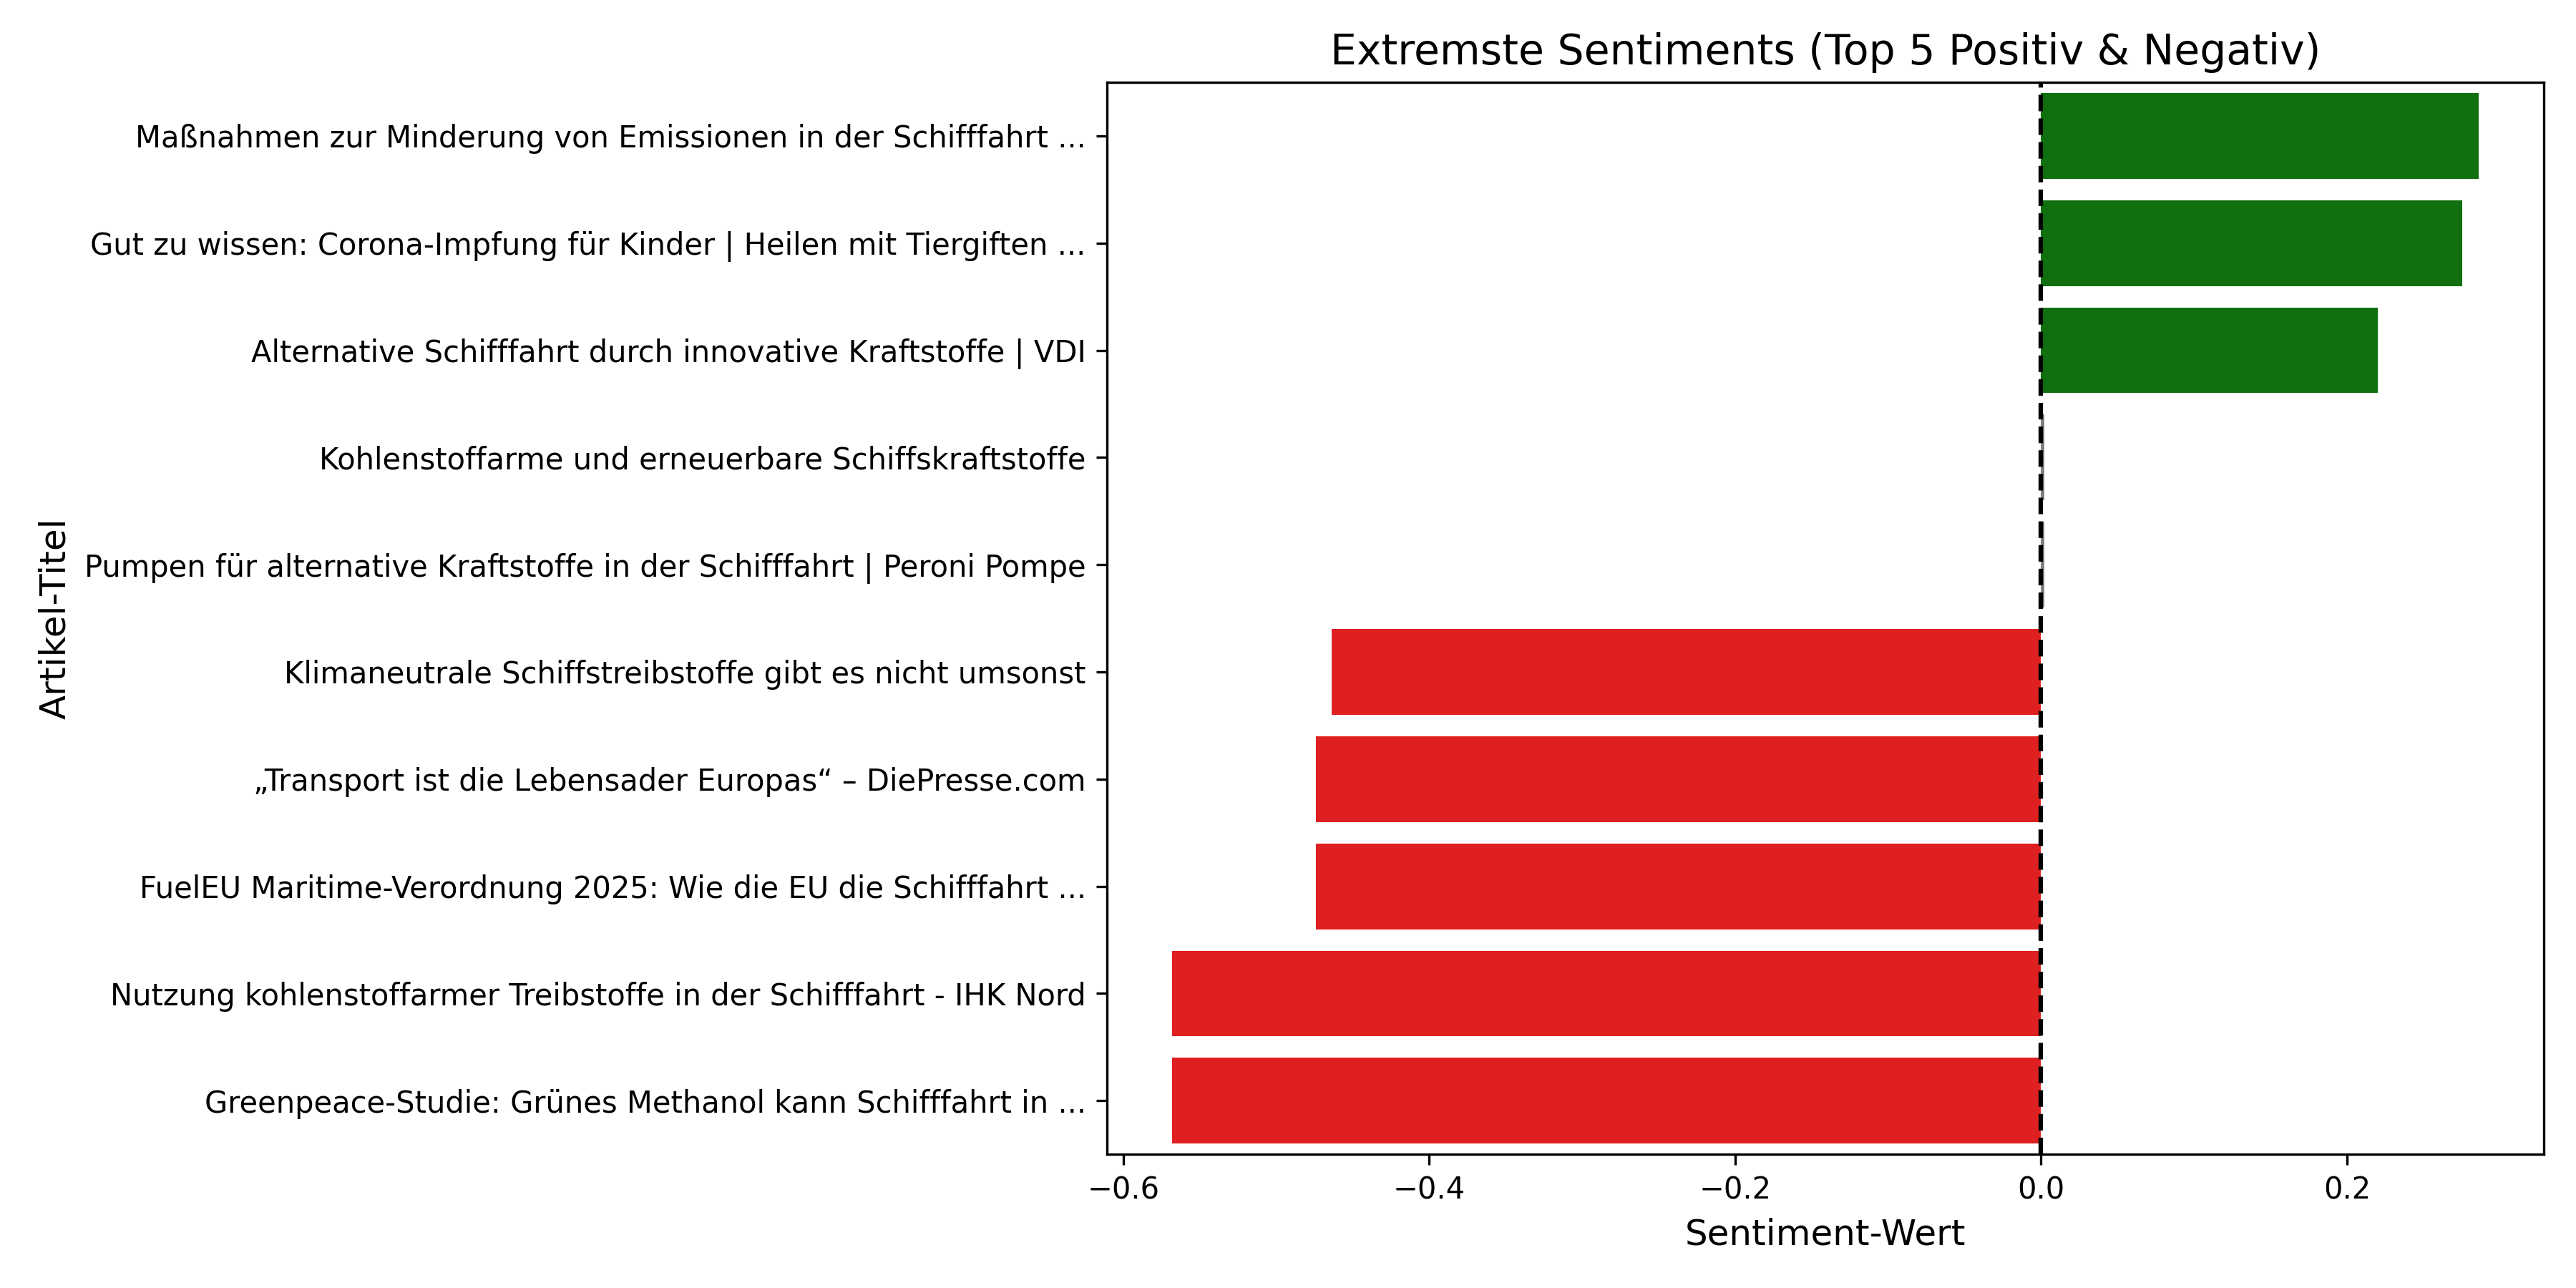 Extremste Sentiments (Top 5 Positiv & Negativ)
Artikel-Titel
Maßnahmen zur Minderung von Emissionen in der Schifffahrt ...
Gut zu wissen: Corona-Impfung für Kinder | Heilen mit Tiergiften ...
Alternative Schifffahrt durch innovative Kraftstoffe | VDI
Kohlenstoffarme und erneuerbare Schiffskraftstoffe
Pumpen für alternative Kraftstoffe in der Schifffahrt | Peroni Pompe
Klimaneutrale Schiffstreibstoffe gibt es nicht umsonst
„Transport ist die Lebensader Europas“ – DiePresse.com
FuelEU Maritime-Verordnung 2025: Wie die EU die Schifffahrt ...
Nutzung kohlenstoffarmer Treibstoffe in der Schifffahrt - IHK Nord
Greenpeace-Studie: Grünes Methanol kann Schifffahrt in ...
−0.6 −0.4 −0.2 0.0 0.2
Sentiment-Wert